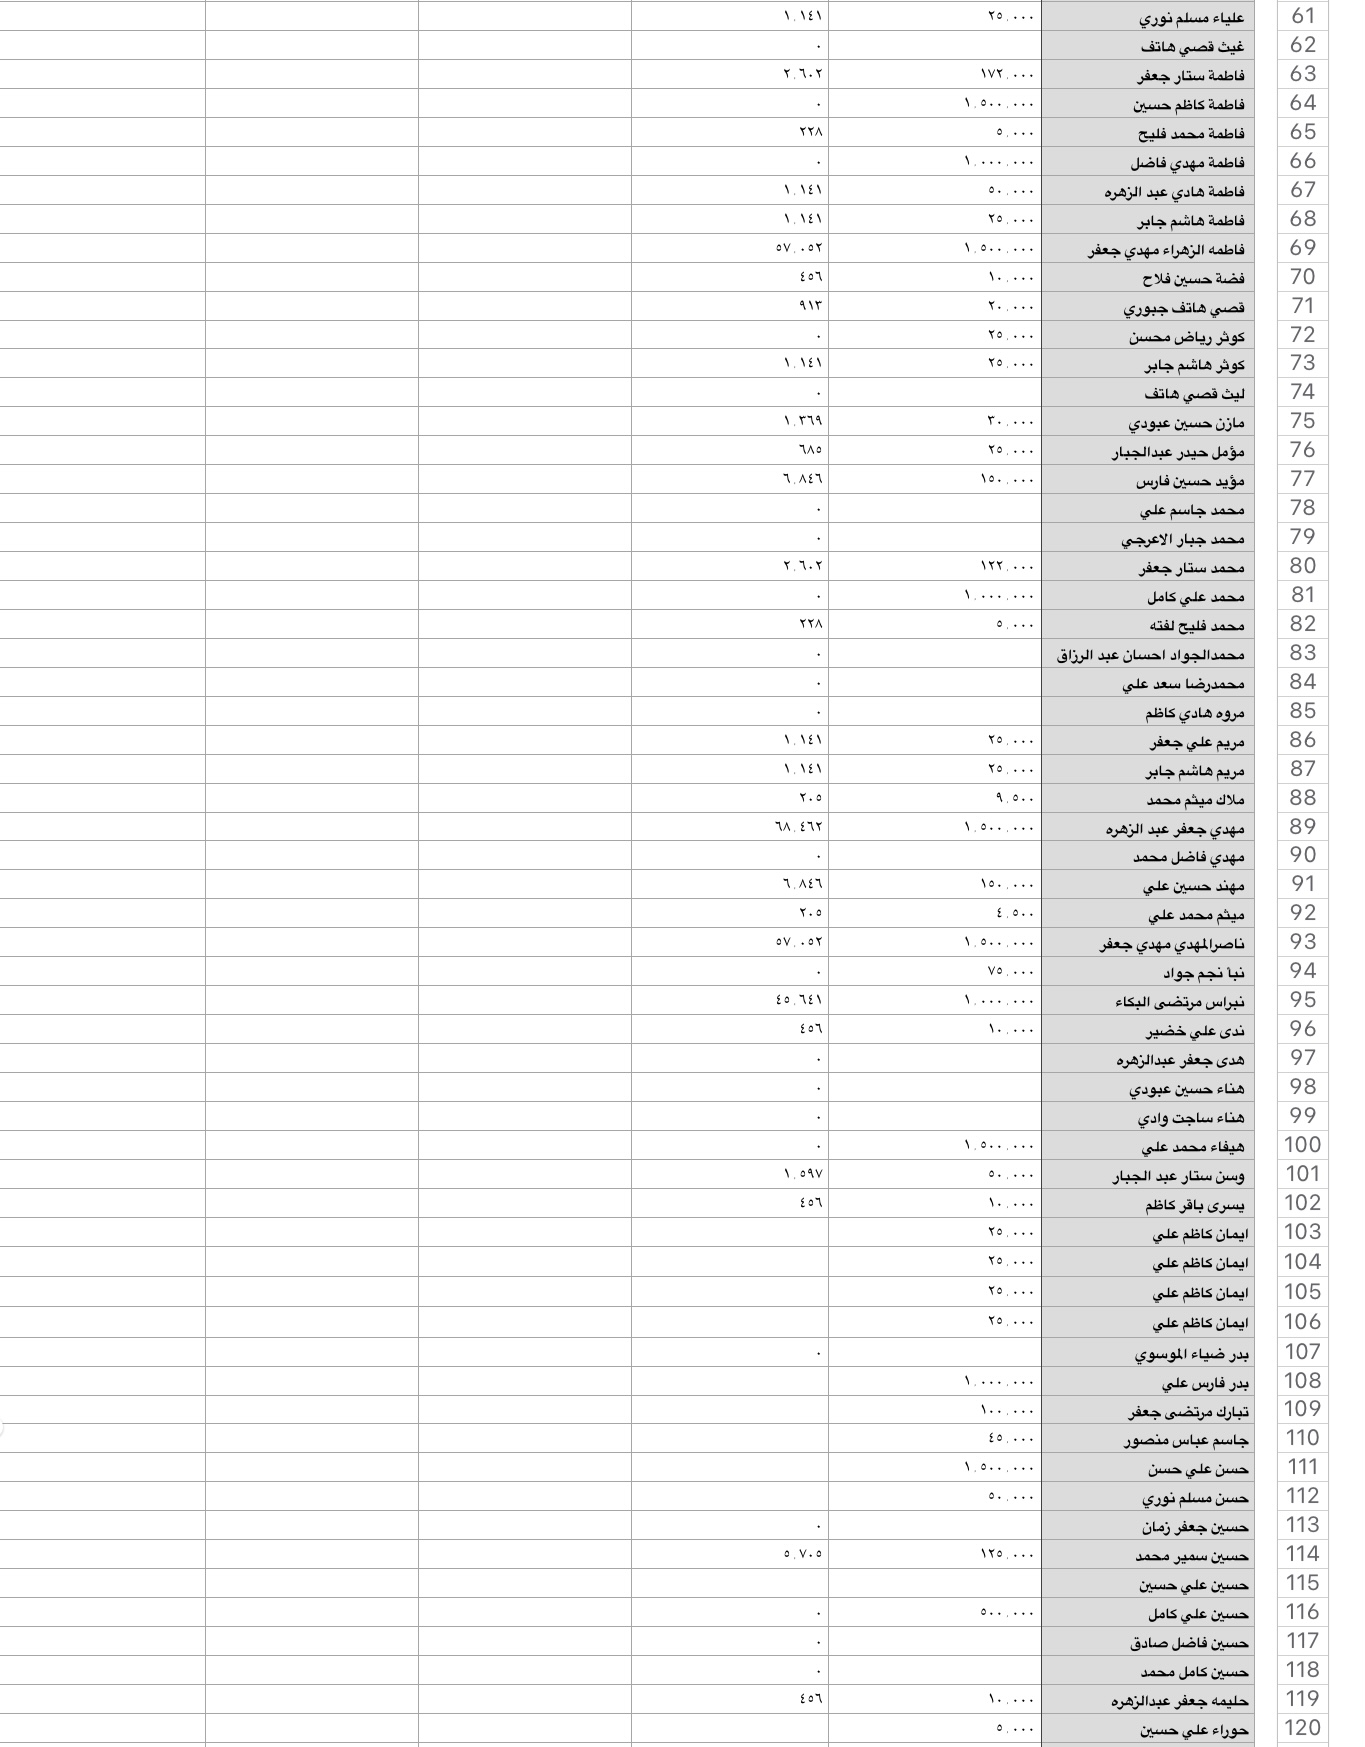 61 علياء مسلم نوري ٢٥.٠٠٠ ١.١٤١
62 غيث قصي هاتف ٠
63 فاطمة ستار جعفر ١٧٢.٠٠٠ ٢.٦٠٢
64 فاطمة كاظم حسين ١.٥٠٠.٠٠٠ ٠
65 فاطمة محمد فليح ٥.٠٠٠ ٢٢٨
66 فاطمة مهدي فاضل ١.٠٠٠.٠٠٠ ٠
67 فاطمة هادي عبد الزهره ٥٠.٠٠٠ ١.١٤١
68 فاطمة هاشم جابر ٢٥.٠٠٠ ١.١٤١
69 فاطمه الزهراء مهدي جعفر ١.٥٠٠.٠٠٠ ٥٧.٠٥٢
70 فضة حسين فلاح ١٠.٠٠٠ ٤٥٦
71 قصي هاتف جبوري ٢٠.٠٠٠ ٩١٣
72 كوثر رياض محسن ٢٥.٠٠٠ ٠
73 كوثر هاشم جابر ٢٥.٠٠٠ ١.١٤١
74 ليث قصي هاتف ٠
75 مازن حسين عبودي ٣٠.٠٠٠ ١.٣٦٩
76 مؤمل حيدر عبدالجبار ٢٥.٠٠٠ ٦٨٥
77 مؤيد حسين فارس ١٥٠.٠٠٠ ٦.٨٤٦
78 محمد جاسم علي ٠
79 محمد جبار الاعرجي ٠
80 محمد ستار جعفر ١٢٢.٠٠٠ ٢.٦٠٢
81 محمد علي كامل ١.٠٠٠.٠٠٠ ٠
82 محمد فليح لفته ٥.٠٠٠ ٢٢٨
83 محمدالجواد احسان عبد الرزاق ٠
84 محمدرضا سعد علي ٠
85 مروه هادي كاظم ٠
86 مريم علي جعفر ٢٥.٠٠٠ ١.١٤١
87 مريم هاشم جابر ٢٥.٠٠٠ ١.١٤١
88 ملاك ميثم محمد ٩.٥٠٠ ٢٠٥
89 مهدي جعفر عبد الزهره ١.٥٠٠.٠٠٠ ٦٨.٤٦٢
90 مهدي فاضل محمد ٠
91 مهند حسين علي ١٥٠.٠٠٠ ٦.٨٤٦
92 ميثم محمد علي ٤.٥٠٠ ٢٠٥
93 ناصرالمهدي مهدي جعفر ١.٥٠٠.٠٠٠ ٥٧.٠٥٢
94 نبأ نجم جواد ٧٥.٠٠٠ ٠
95 نبراس مرتضى البكاء ١.٠٠٠.٠٠٠ ٤٥.٦٤١
96 ندى علي خضير ١٠.٠٠٠ ٤٥٦
97 هدى جعفر عبدالزهره ٠
98 هناء حسين عبودي ٠
99 هناء ساجت وادي ٠
100 هيفاء محمد علي ١.٥٠٠.٠٠٠ ٠
101 وسن ستار عبد الجبار ٥٠.٠٠٠ ١.٥٩٧
102 يسرى باقر كاظم ١٠.٠٠٠ ٤٥٦
103 ايمان كاظم علي ٢٥.٠٠٠
104 ايمان كاظم علي ٢٥.٠٠٠
105 ايمان كاظم علي ٢٥.٠٠٠
106 ايمان كاظم علي ٢٥.٠٠٠
107 بدر ضياء الموسوي ٠
108 بدر فارس علي ١.٠٠٠.٠٠٠
109 تبارك مرتضى جعفر ١٠٠.٠٠٠
110 جاسم عباس منصور ٤٥.٠٠٠
111 حسن علي حسن ١.٥٠٠.٠٠٠
112 حسن مسلم نوري ٥٠.٠٠٠
113 حسين جعفر زمان ٠
114 حسين سمير محمد ١٢٥.٠٠٠ ٥.٧٠٥
115 حسين علي حسين
116 حسين علي كامل ٥٠٠.٠٠٠ ٠
117 حسين فاضل صادق ٠
118 حسين كامل محمد ٠
119 حليمه جعفر عبدالزهره ١٠.٠٠٠ ٤٥٦
120 حوراء علي حسين ٥.٠٠٠